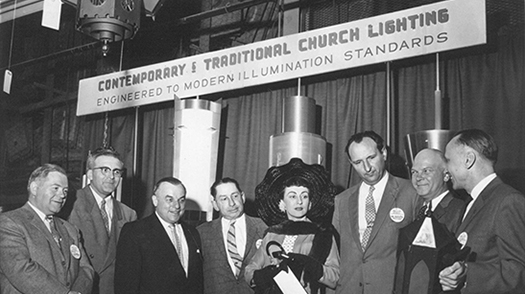 CONTEMPORARY & TRADITIONAL CHURCH LIGHTING
ENGINEERED TO MODERN ILLUMINATION STANDARDS